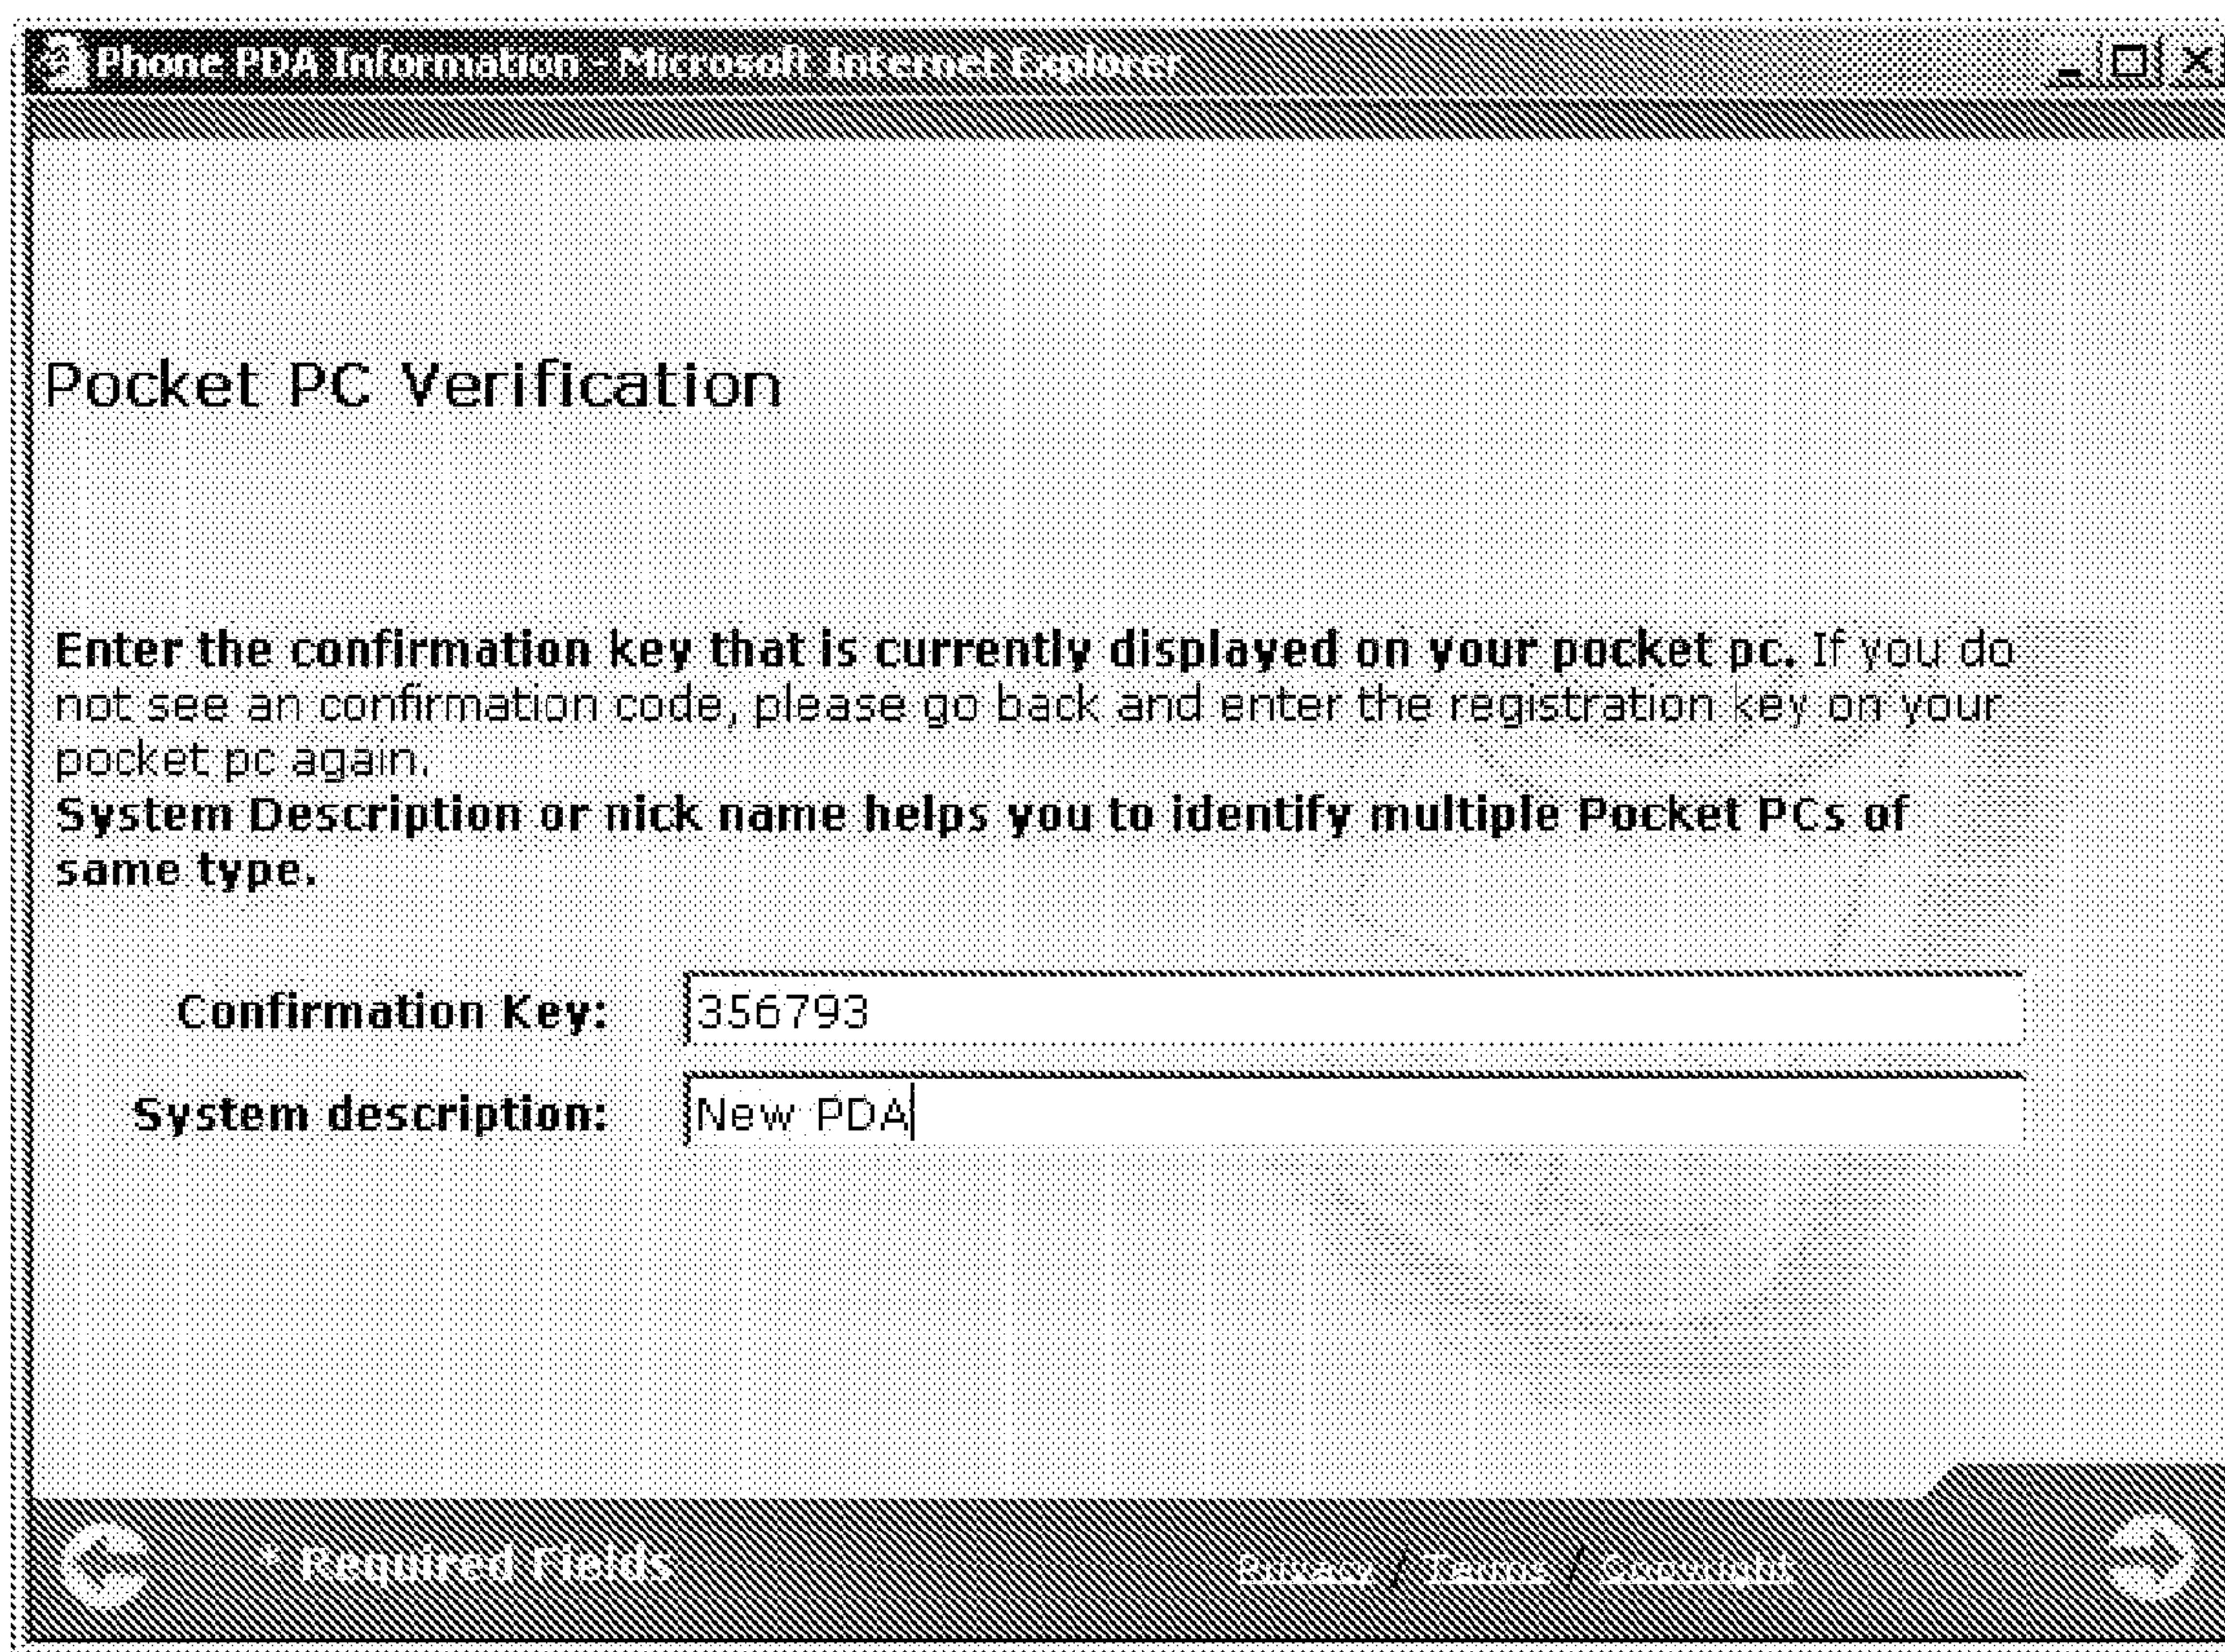 Phone PDA Information - Microsoft Internet Explorer
Pocket PC Verification
Enter the confirmation key that is currently displayed on your pocket pc. If you do
not see an confirmation code, please go back and enter the registration key on your
pocket pc again.
System Description or nick name helps you to identify multiple Pocket PCs of
same type.
Confirmation Key: 356793
System description: New PDA
* Required Fields Privacy / Terms / Copyright